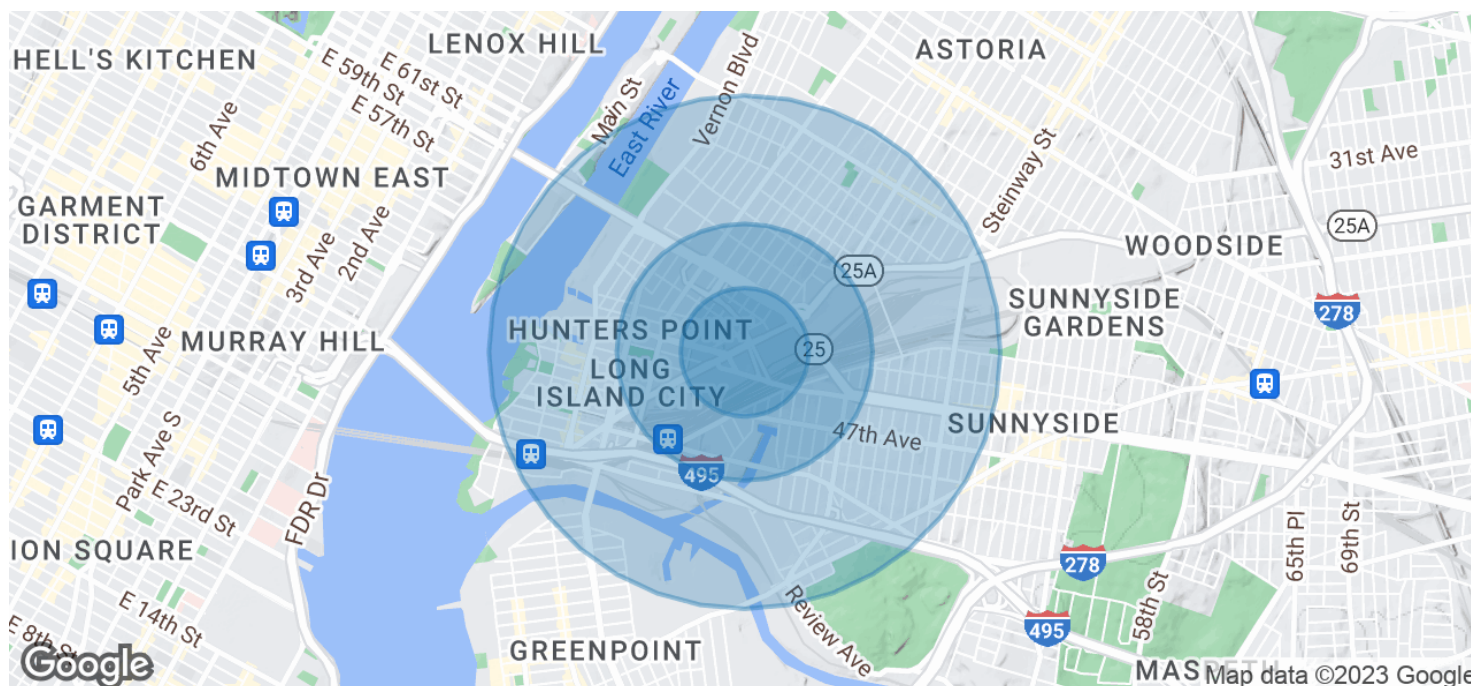 LENOX HILL
HELL'S KITCHEN
E 61st St
E 59th St
E 57th St
Main St
East River
Vernon Blvd
ASTORIA
6th Ave
MIDTOWN EAST
Steinway St
31st Ave
GARMENT
DISTRICT
3rd Ave
2nd Ave
25A
WOODSIDE
25A
SUNNYSIDE
GARDENS
278
5th Ave
MURRAY HILL
HUNTERS POINT
25
LONG
ISLAND CITY
SUNNYSIDE
47th Ave
Park Ave S
E 23rd St
FDR Dr
495
ION SQUARE
278
65th Pl
69th St
58th St
E 14th St
E 8th St
Review Ave
495
GREENPOINT
Google
Map data ©2023 Google